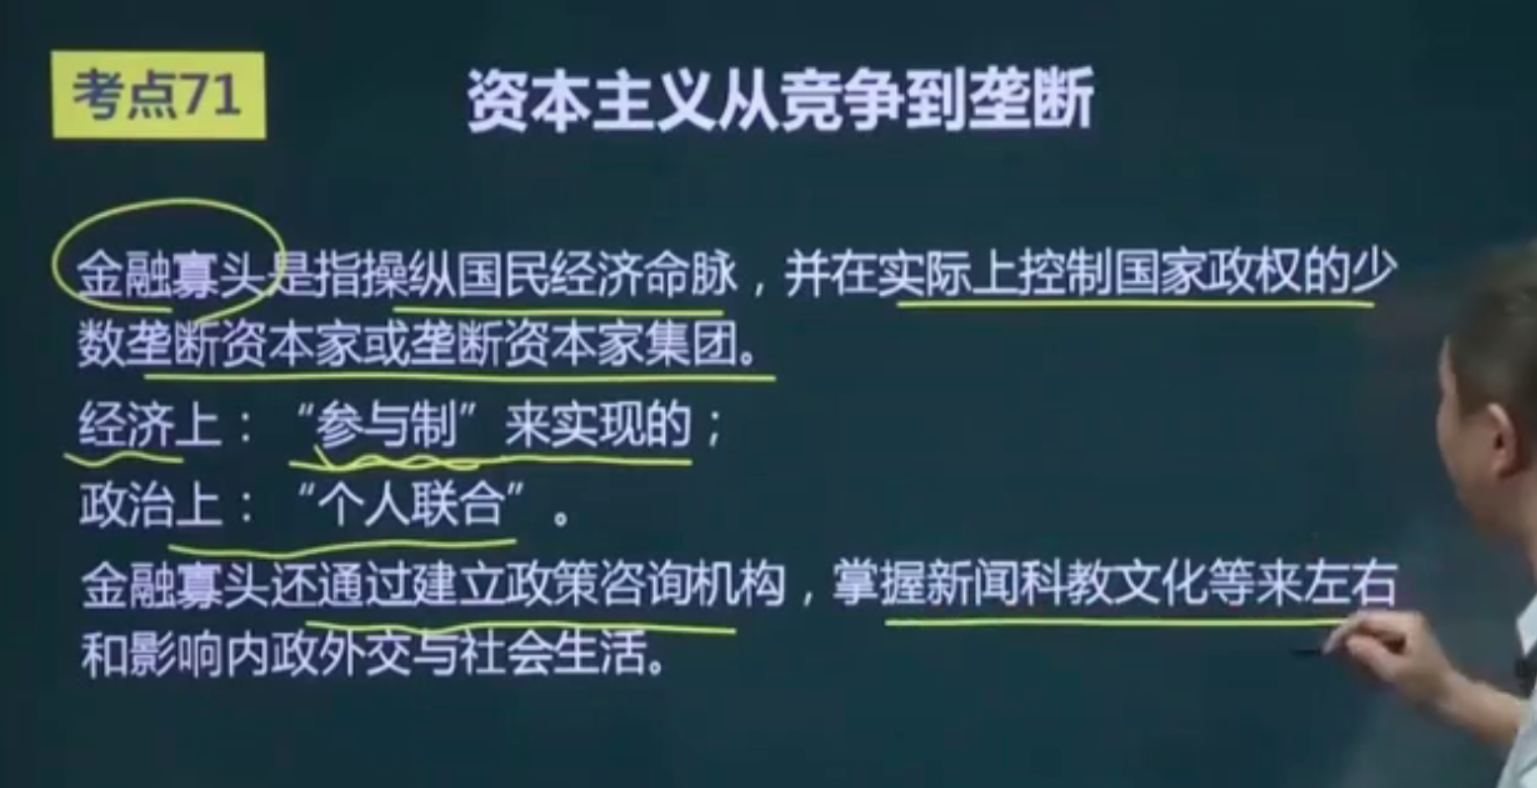 考点71
资本主义从竞争到垄断
金融寡头是指操纵国民经济命脉，并在实际上控制国家政权的少
数垄断资本家或垄断资本家集团。
经济上：“参与制”来实现的；
政治上：“个人联合”。
金融寡头还通过建立政策咨询机构，掌握新闻科教文化等来左右
和影响内政外交与社会生活。